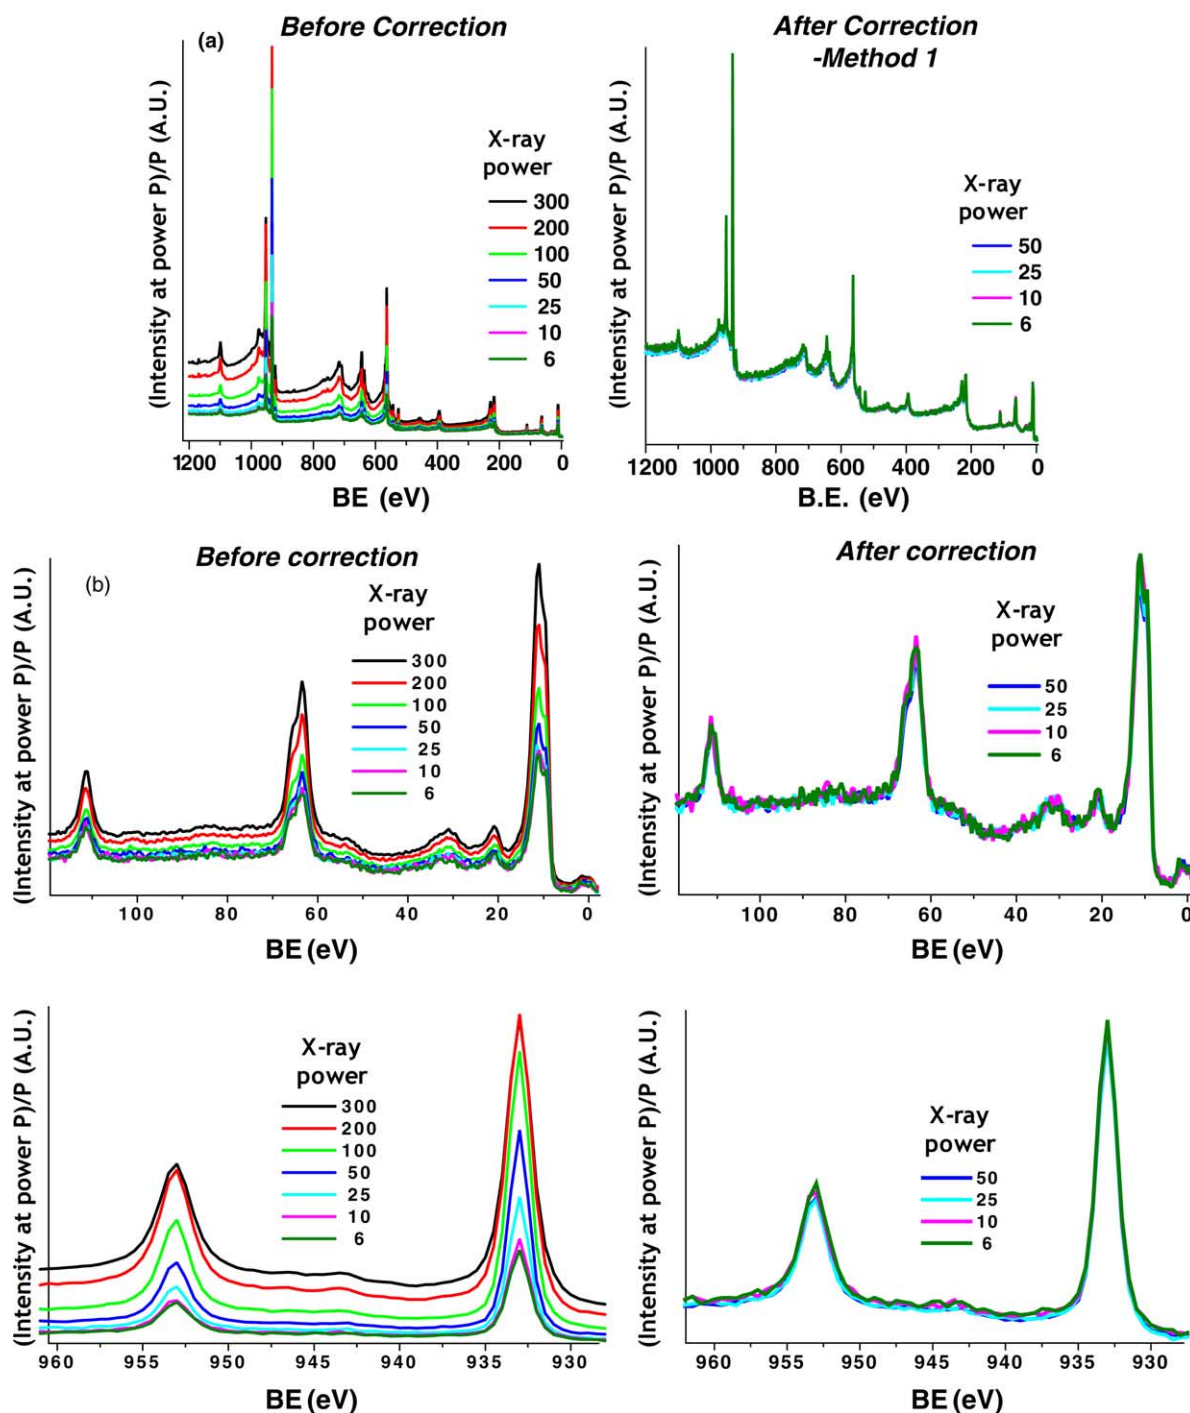 (a)
Before Correction
(Intensity at power P)/P (A.U.)
X-ray
power
300
200
100
50
25
10
6
1200 1000 800 600 400 200 0
BE (eV)
After Correction
-Method 1
(Intensity at power P)/P (A.U.)
X-ray
power
50
25
10
6
1200 1000 800 600 400 200 0
B.E. (eV)
(b)
Before correction
(Intensity at power P)/P (A.U.)
X-ray
power
300
200
100
50
25
10
6
100 80 60 40 20 0
BE (eV)
After correction
(Intensity at power P)/P (A.U.)
X-ray
power
50
25
10
6
100 80 60 40 20 0
BE (eV)
(Intensity at power P)/P (A.U.)
X-ray
power
300
200
100
50
25
10
6
960 955 950 945 940 935 930
BE (eV)
(Intensity at power P)/P (A.U.)
X-ray
power
50
25
10
6
960 955 950 945 940 935 930
BE (eV)